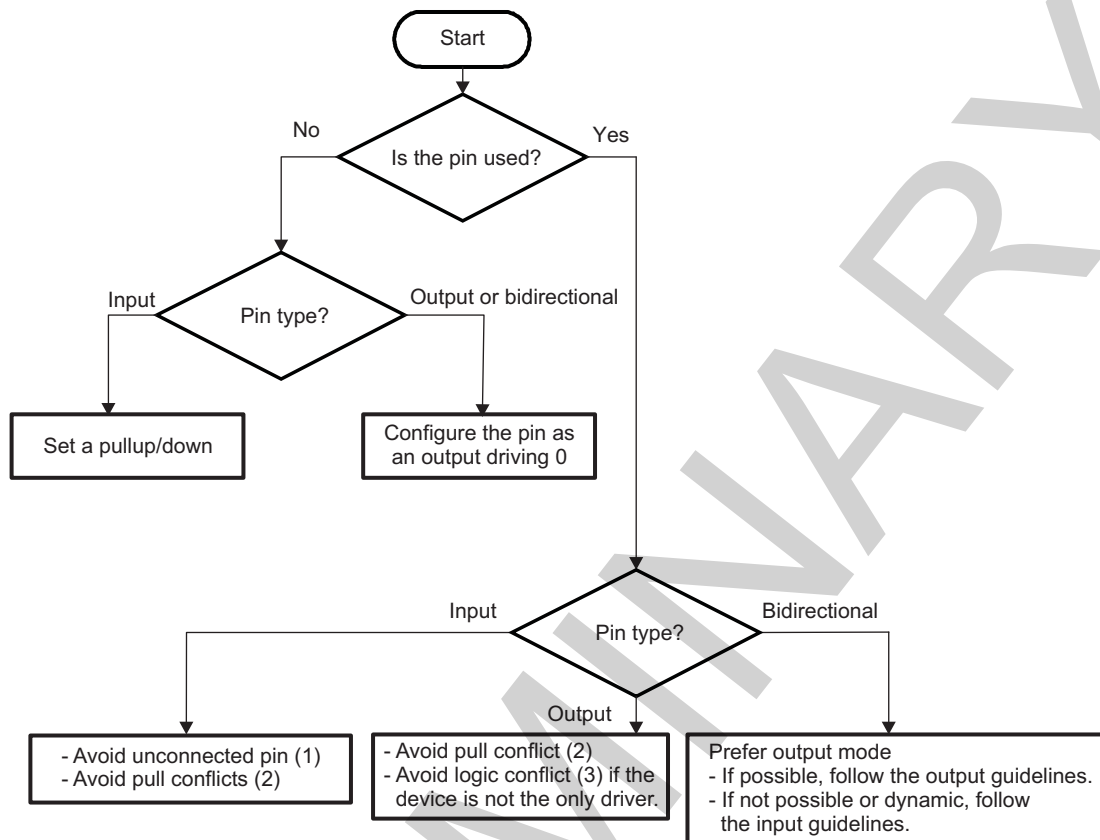 Start
No
Yes
Is the pin used?
Input
Pin type?
Output or bidirectional
Set a pullup/down
Configure the pin as
an output driving 0
Input
Pin type?
Bidirectional
Output
- Avoid unconnected pin (1)
- Avoid pull conflicts (2)
- Avoid pull conflict (2)
- Avoid logic conflict (3) if the
device is not the only driver.
Prefer output mode
- If possible, follow the output guidelines.
- If not possible or dynamic, follow
the input guidelines.
MINARY